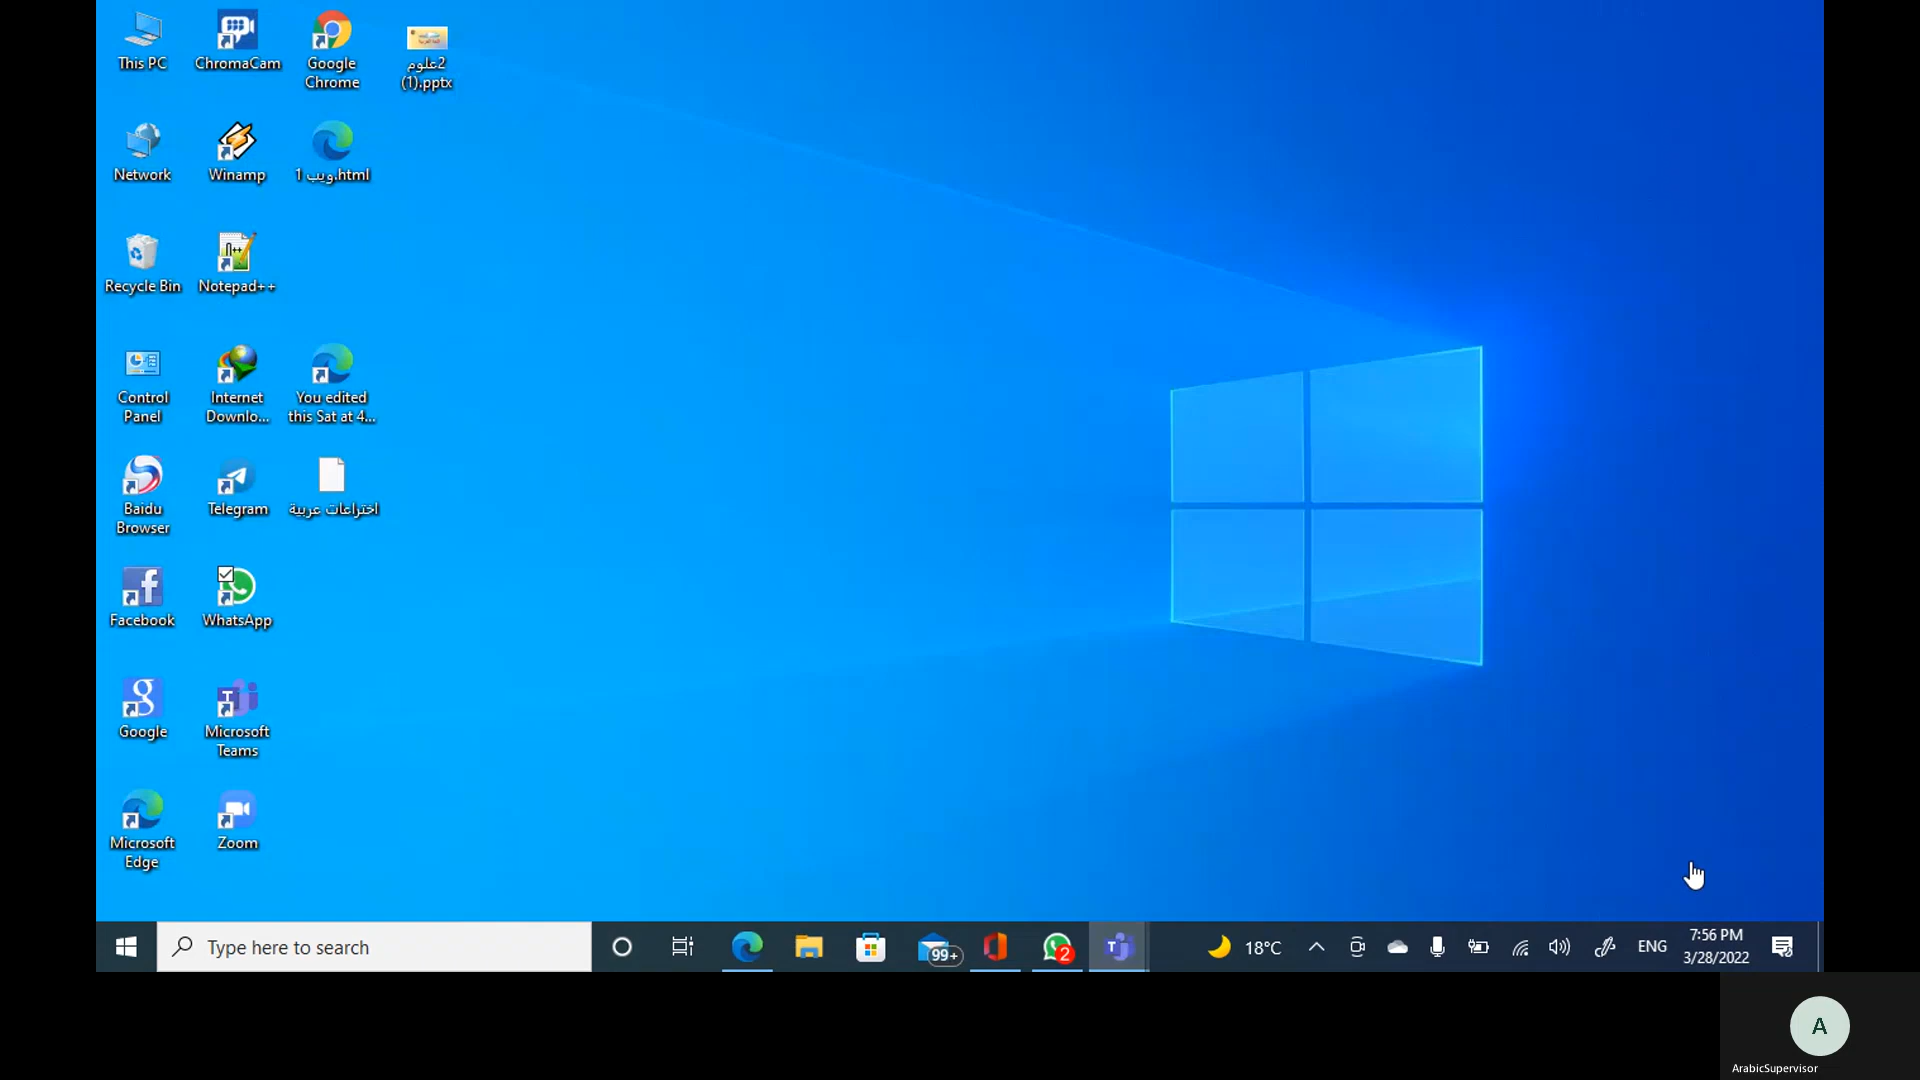 This PC
ChromaCam
Google
Chrome
2علوم
(1).pptx
Network
Winamp
ويب 1.html
Recycle Bin
Notepad++
Control
Panel
Internet
Downlo...
You edited
this Sat at 4...
Baidu
Browser
Telegram
اختراعات عربية
Facebook
WhatsApp
Google
Microsoft
Teams
Microsoft
Edge
Zoom
Type here to search
99+
2
18°C
ENG
7:56 PM
3/28/2022
A
ArabicSupervisor